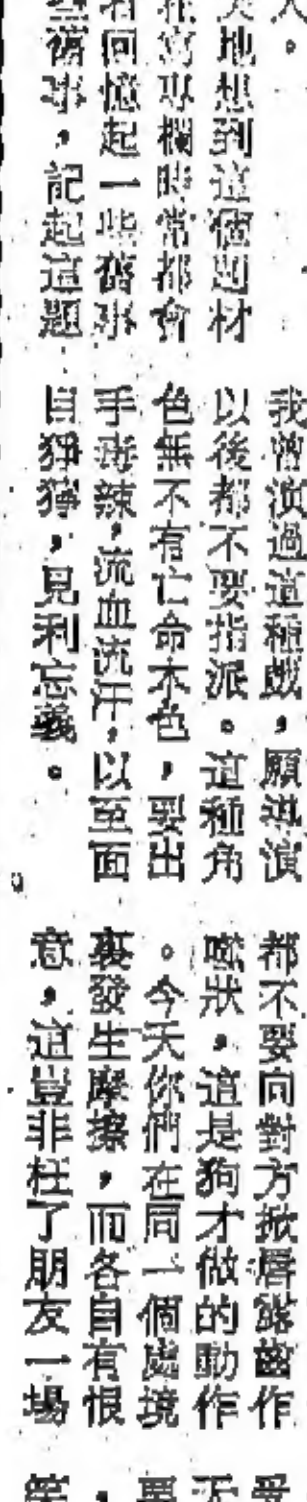 人。
地想到這個題材
寫專欄時常都會
回憶起一些舊事
舊事，記起這題
我曾演過這種戲，願導演
以後都不要指派。這種角
色無不有亡命本色，要出
手毒辣，流血流汗，以至面
目猙獰，見利忘義。
都不要向對方掀唇露齒作
噬狀，這是狗才做的動作
。今天你們在同一個處境
裏發生摩擦，而各自有恨
意，這豈非枉了朋友一場